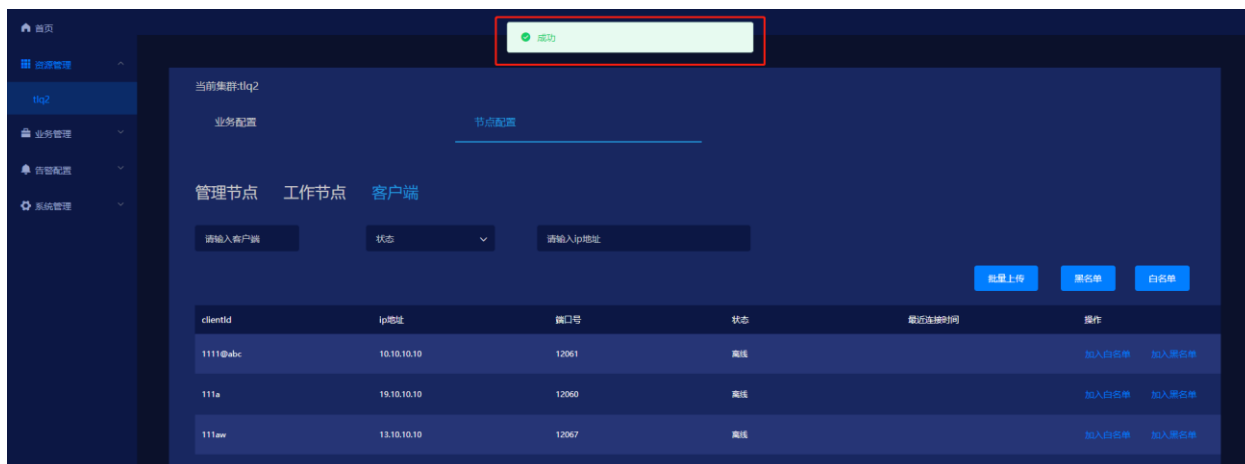 首页
成功
资源管理
tlq2
业务管理
告警配置
系统管理
当前集群:tlq2
业务配置 节点配置
管理节点 工作节点 客户端
请输入客户端 状态 请输入ip地址
批量上传 黑名单 白名单
clientId ip地址 端口号 状态 最近连接时间 操作
1111@abc 10.10.10.10 12061 离线 加入白名单 加入黑名单
111a 19.10.10.10 12060 离线 加入白名单 加入黑名单
111aw 13.10.10.10 12067 离线 加入白名单 加入黑名单